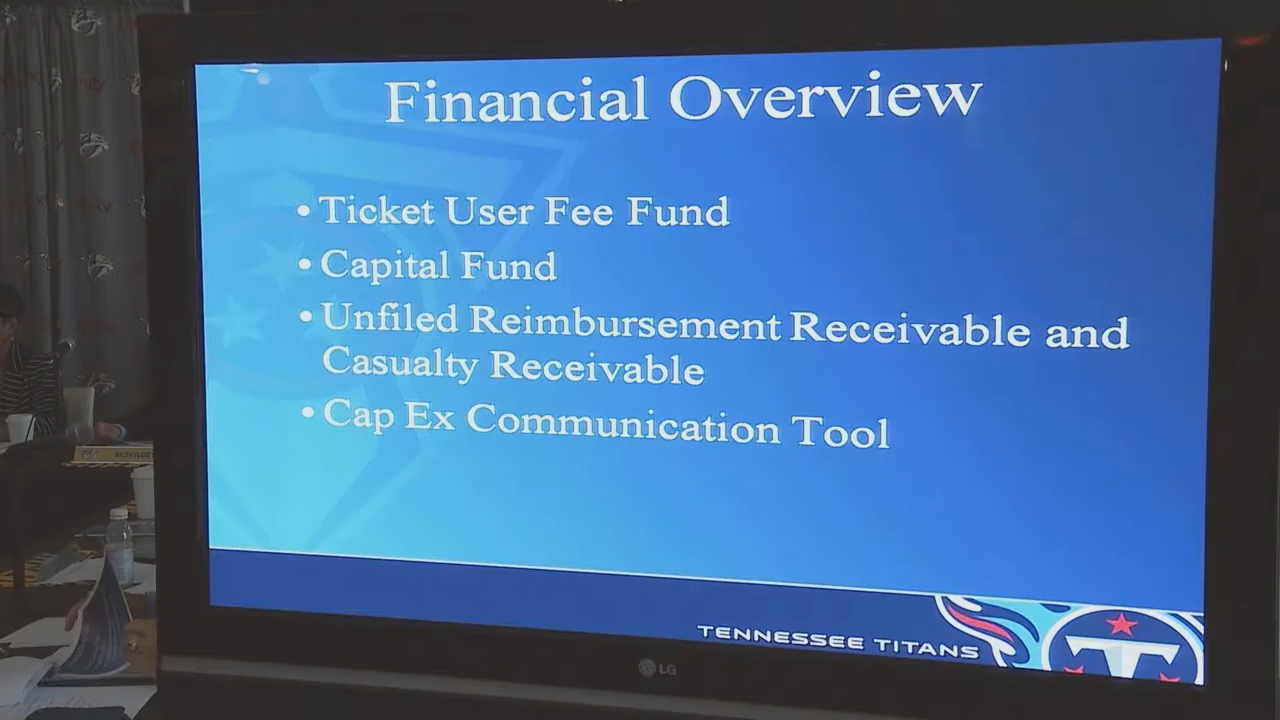 Financial Overview
• Ticket User Fee Fund
• Capital Fund
• Unfiled Reimbursement Receivable and
Casualty Receivable
• Cap Ex Communication Tool
TENNESSEE TITANS
T
LG